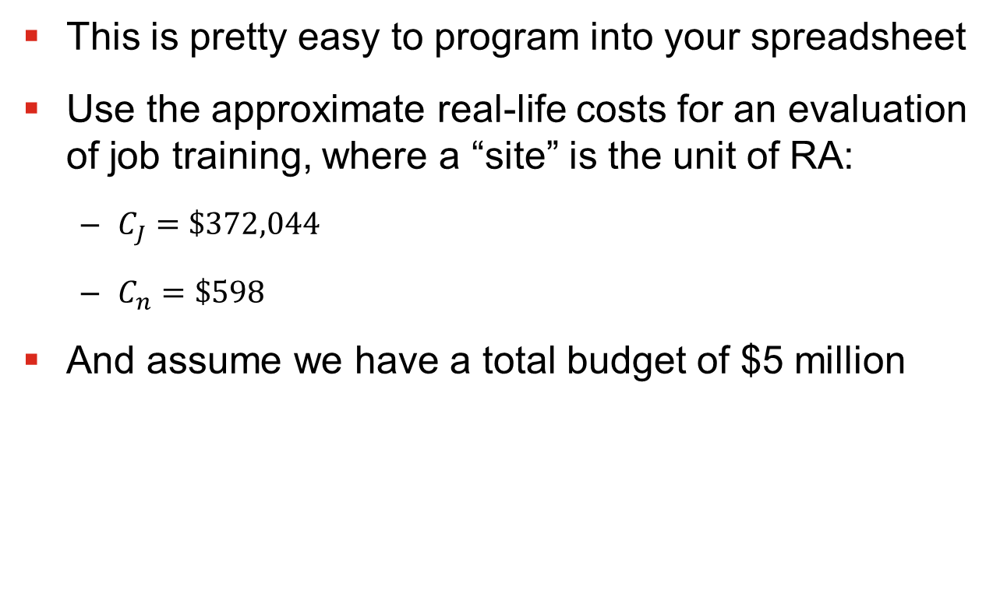 ▪ This is pretty easy to program into your spreadsheet
▪ Use the approximate real-life costs for an evaluation
of job training, where a “site” is the unit of RA:
– 𝐶_𝐽 = $372,044
– 𝐶_𝑛 = $598
▪ And assume we have a total budget of $5 million